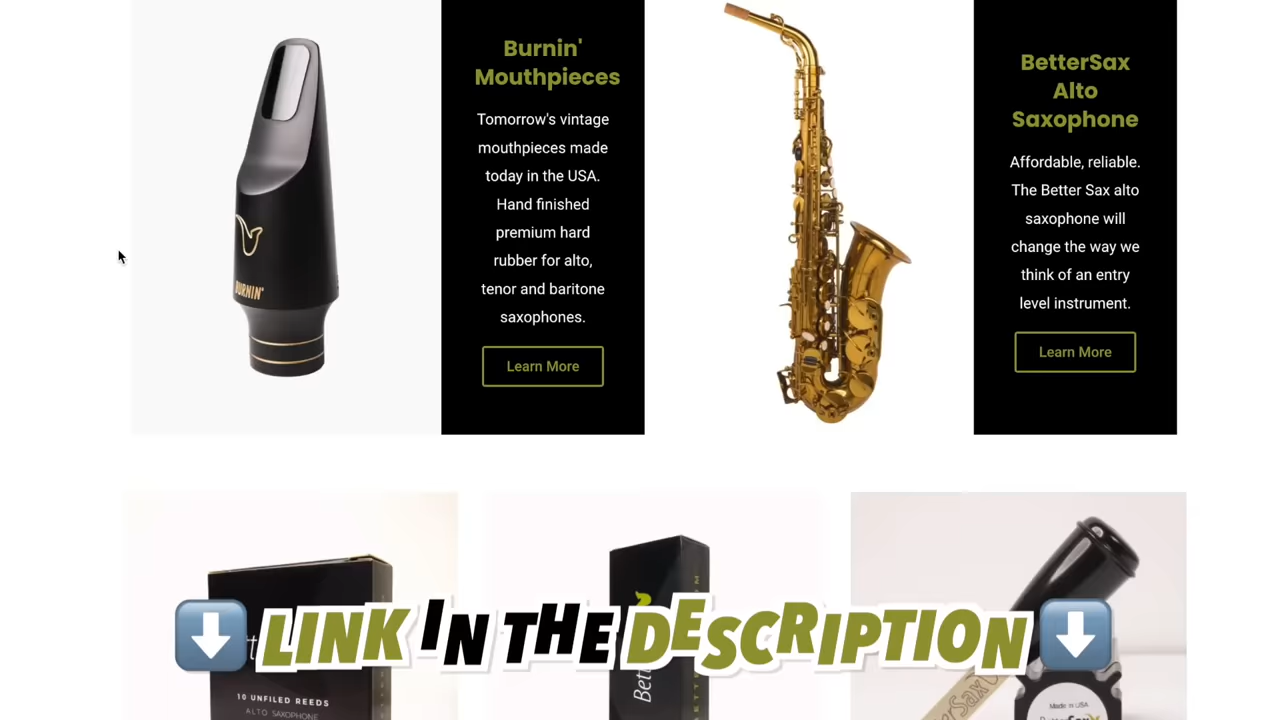 Burnin'
Mouthpieces
Tomorrow's vintage
mouthpieces made
today in the USA.
Hand finished
premium hard
rubber for alto,
tenor and baritone
saxophones.
Learn More
BetterSax
Alto
Saxophone
Affordable, reliable.
The Better Sax alto
saxophone will
change the way we
think of an entry
level instrument.
Learn More
BURNIN'
LINK IN THE DESCRIPTION
10 UNFILED REEDS
ALTO SAXOPHONE
Made in USA